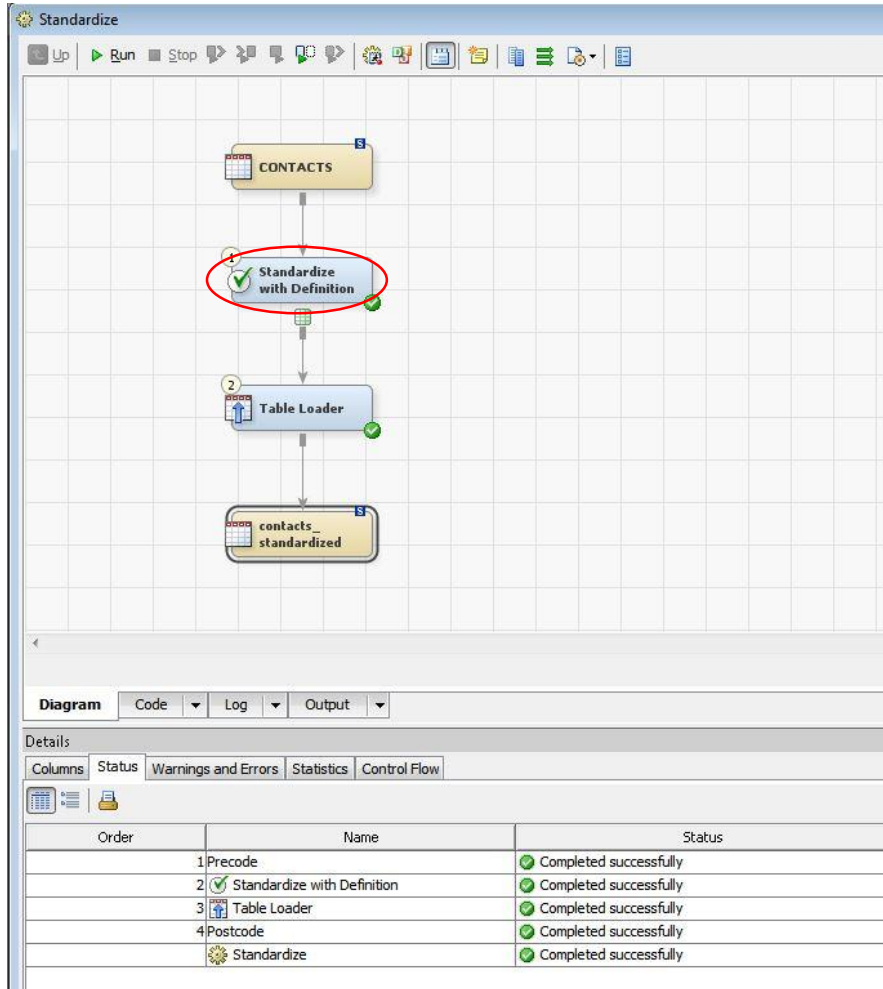 Standardize
Up Run Stop
S
CONTACTS
1
Standardize
with Definition
2
Table Loader
S
contacts_
standardized
Diagram Code Log Output
Details
Columns Status Warnings and Errors Statistics Control Flow
Order Name Status
1 Precode Completed successfully
2 Standardize with Definition Completed successfully
3 Table Loader Completed successfully
4 Postcode Completed successfully
Standardize Completed successfully